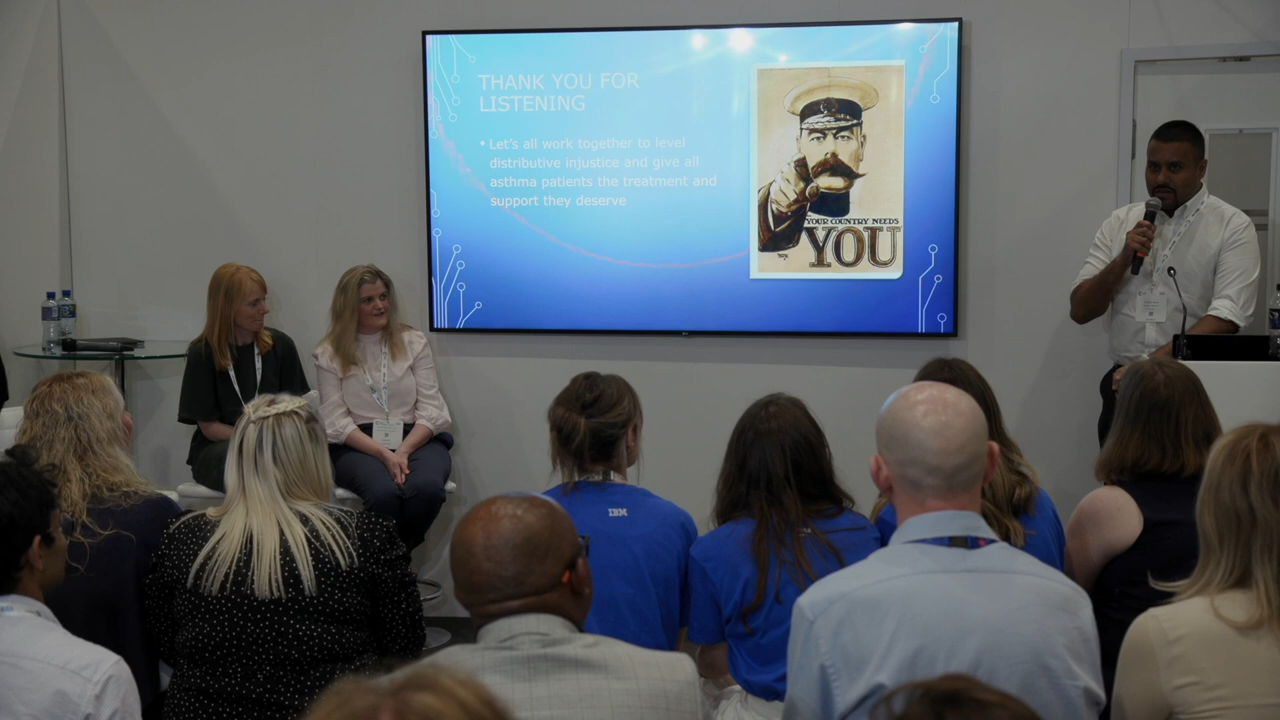 THANK YOU FOR
LISTENING
• Let's all work together to level
distributive injustice and give all
asthma patients the treatment and
support they deserve
YOUR COUNTRY NEEDS
YOU
IBM